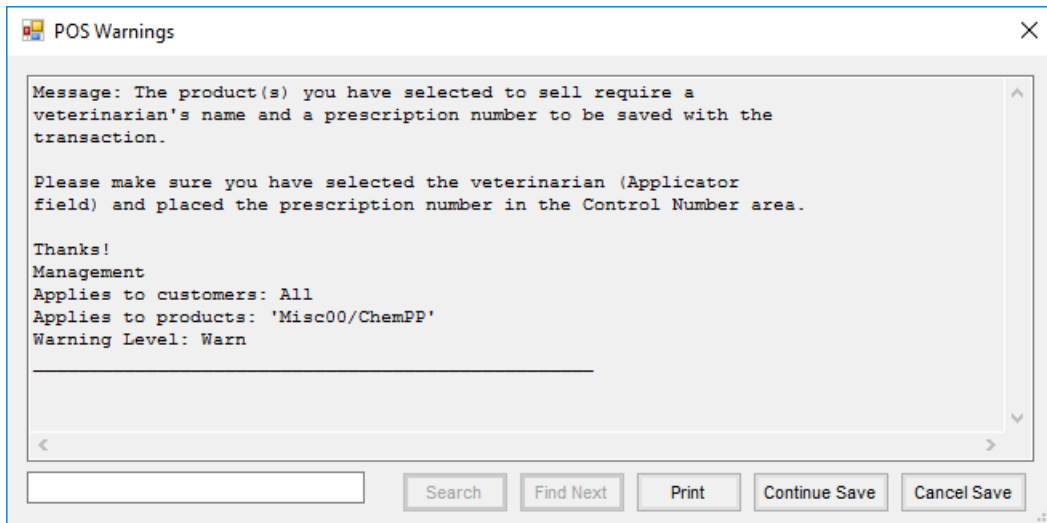 POS Warnings
Message: The product(s) you have selected to sell require a
veterinarian's name and a prescription number to be saved with the
transaction.
Please make sure you have selected the veterinarian (Applicator
field) and placed the prescription number in the Control Number area.
Thanks!
Management
Applies to customers: All
Applies to products: 'Misc00/ChemPP'
Warning Level: Warn
Search
Find Next
Print
Continue Save
Cancel Save